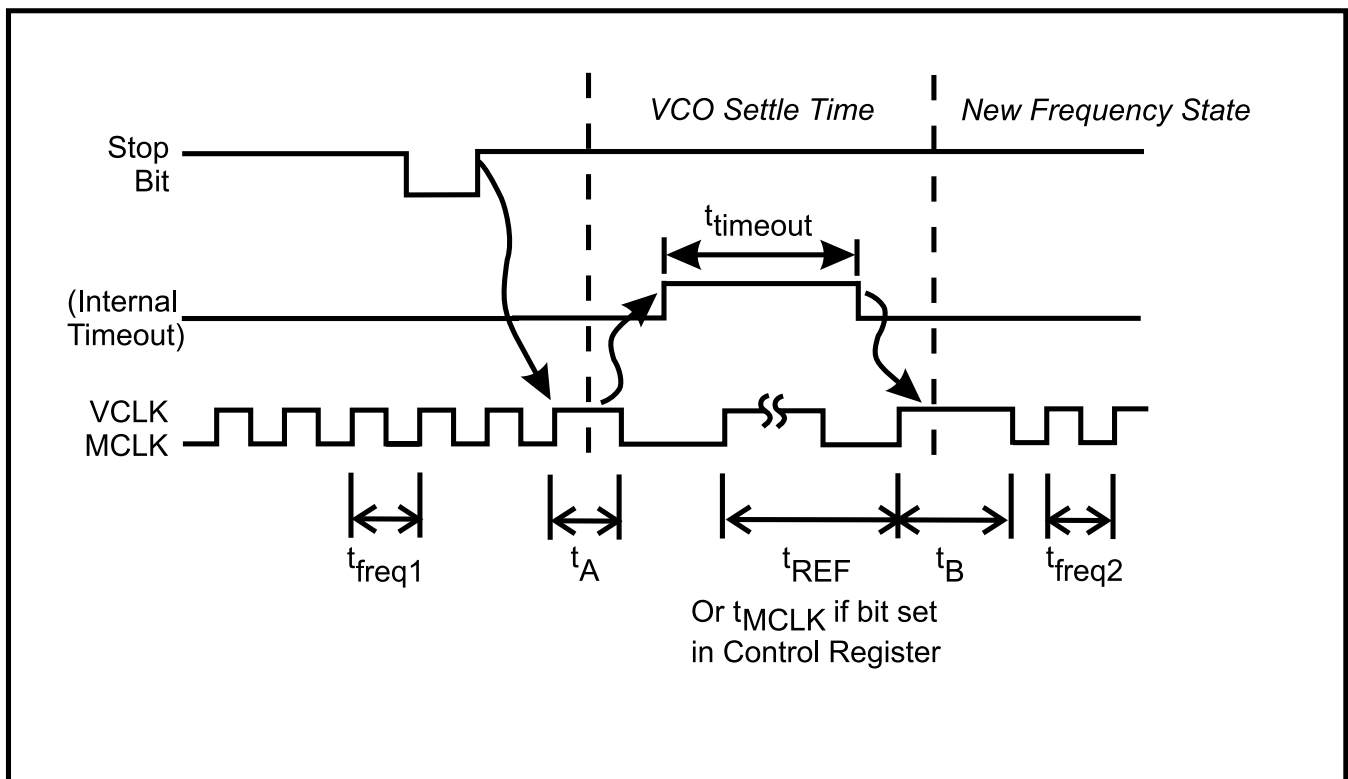 VCO Settle Time
New Frequency State
Stop
Bit
ttimeout
(Internal
Timeout)
VCLK
MCLK
tfreq1
tA
tREF
tB
tfreq2
Or tMCLK if bit set
in Control Register